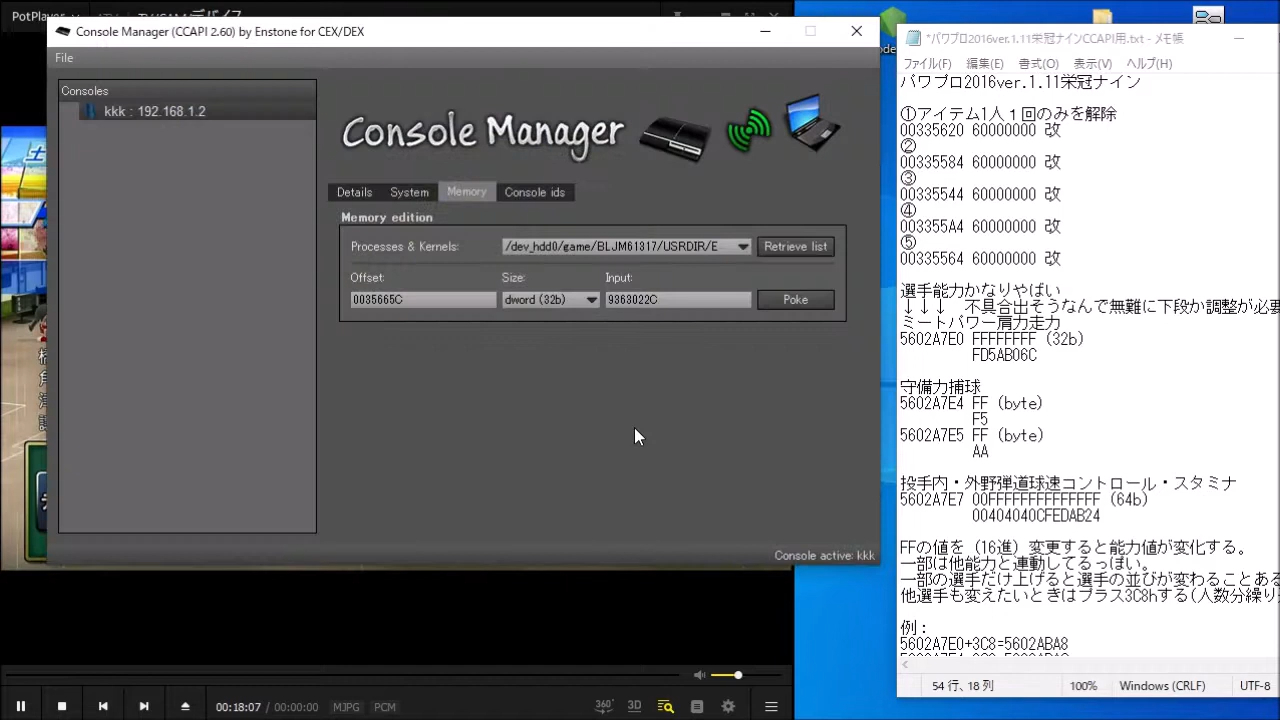 PotPlayer
Console Manager (CCAPI 2.60) by Enstone for CEX/DEX
File
Consoles
kkk : 192.168.1.2
Console Manager
Details
System
Memory
Console ids
Memory edition
Processes & Kernels:
/dev_hdd0/game/BLJM61317/USRDIR/E
Retrieve list
Offset:
Size:
Input:
0035665C
dword (32b)
9363022C
Poke
Console active: kkk
00:18:07 / 00:00:00
MJPG
PCM
360°
3D
*パワプロ2016ver.1.11栄冠ナインCCAPI用.txt - メモ帳
ファイル(F)
編集(E)
書式(O)
表示(V)
ヘルプ(H)
パワプロ2016ver.1.11栄冠ナイン
①アイテム1人１回のみを解除
00335620 60000000 改
②
00335584 60000000 改
③
00335544 60000000 改
④
003355A4 60000000 改
⑤
00335564 60000000 改
選手能力かなりやばい
↓↓↓　不具合出そうなんで無難に下段か調整が必要
ミートパワー肩力走力
5602A7E0 FFFFFFFF (32b)
FD5AB06C
守備力捕球
5602A7E4 FF (byte)
F5
5602A7E5 FF (byte)
AA
投手内・外野弾道球速コントロール・スタミナ
5602A7E7 00FFFFFFFFFFFFFF (64b)
00404040CFEDAB24
FFの値を（16進）変更すると能力値が変化する。
一部は他能力と連動してるっぽい。
一部の選手だけ上げると選手の並びが変わることある
他選手も変えたいときはプラス3C8hする(人数分繰り
例：
5602A7E0+3C8=5602ABA8
54 行、18 列
100%
Windows (CRLF)
UTF-8